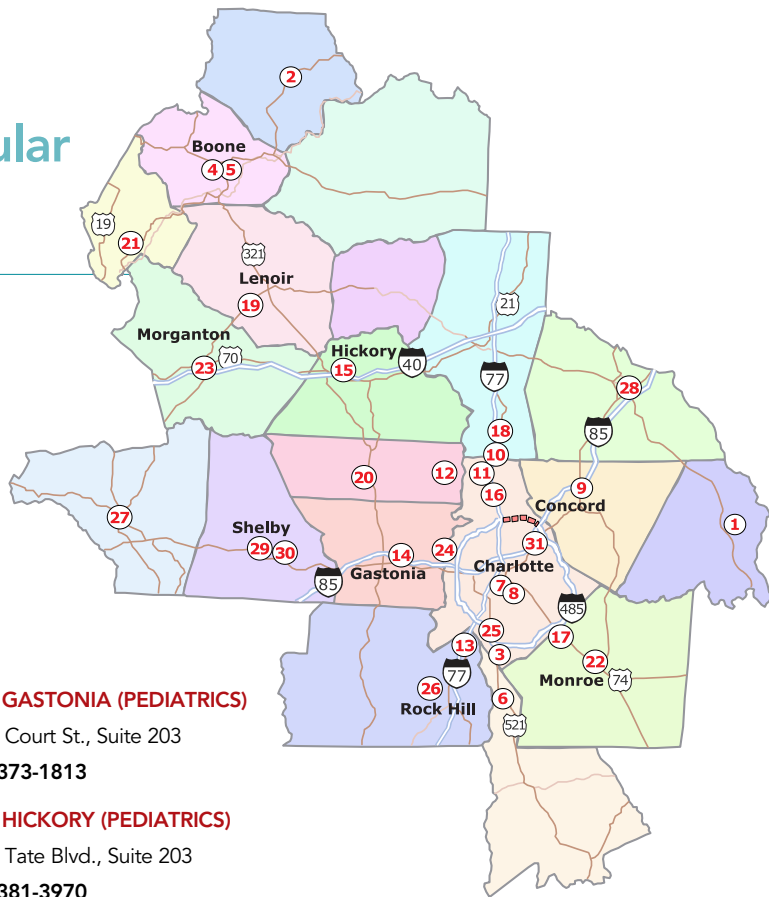 ular
2
Boone
4 5
19
21
321
Lenoir
19
21
Morganton
70
Hickory
40
23
15
77
28
85
18
10
12
11
20
9
16
Concord
27
1
Shelby
29 30
31
24
14
Charlotte
Gastonia
85
7
8
485
25
17
13
3
22
77
74
Monroe
26
6
Rock Hill
521
GASTONIA (PEDIATRICS)
Court St., Suite 203
373-1813
HICKORY (PEDIATRICS)
Tate Blvd., Suite 203
381-3970